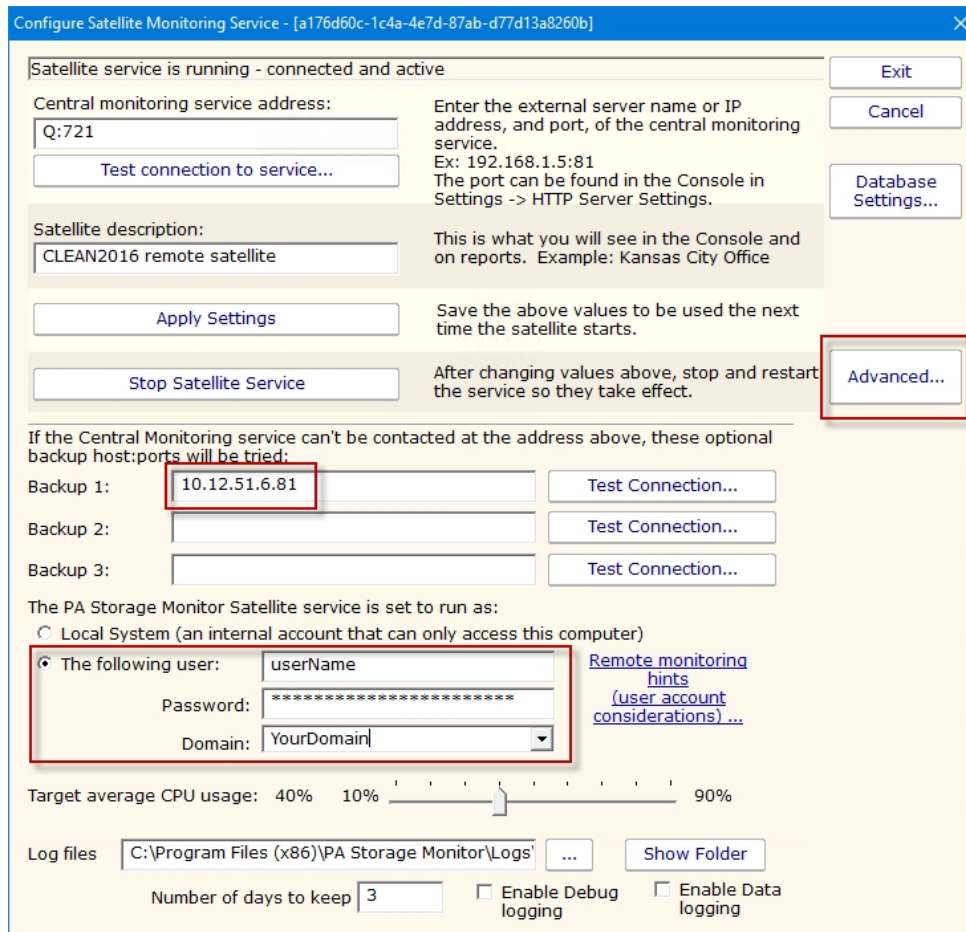 Configure Satellite Monitoring Service - [a176d60c-1c4a-4e7d-87ab-d77d13a8260b]
Satellite service is running - connected and active
Exit
Central monitoring service address:
Q:721
Test connection to service...
Enter the external server name or IP
address, and port, of the central monitoring
service.
Ex: 192.168.1.5:81
The port can be found in the Console in
Settings -> HTTP Server Settings.
Cancel
Database
Settings...
Satellite description:
CLEAN2016 remote satellite
This is what you will see in the Console and
on reports. Example: Kansas City Office
Apply Settings
Save the above values to be used the next
time the satellite starts.
Stop Satellite Service
After changing values above, stop and restart
the service so they take effect.
Advanced...
If the Central Monitoring service can't be contacted at the address above, these optional
backup host:ports will be tried:
Backup 1:
10.12.51.6.81
Test Connection...
Backup 2:
Test Connection...
Backup 3:
Test Connection...
The PA Storage Monitor Satellite service is set to run as:
Local System (an internal account that can only access this computer)
The following user:
userName
Password:
***********************
Domain:
YourDomain
Remote monitoring
hints
(user account
considerations) ...
Target average CPU usage: 40% 10% 90%
Log files
C:\Program Files (x86)\PA Storage Monitor\Logs\
...
Show Folder
Number of days to keep
3
Enable Debug
logging
Enable Data
logging